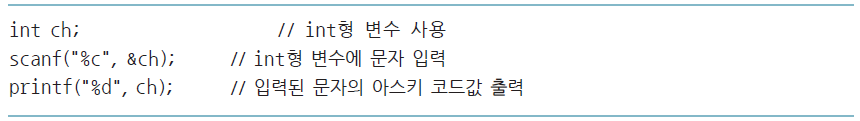 int ch; // int형 변수 사용
scanf("%c", &ch); // int형 변수에 문자 입력
printf("%d", ch); // 입력된 문자의 아스키 코드값 출력